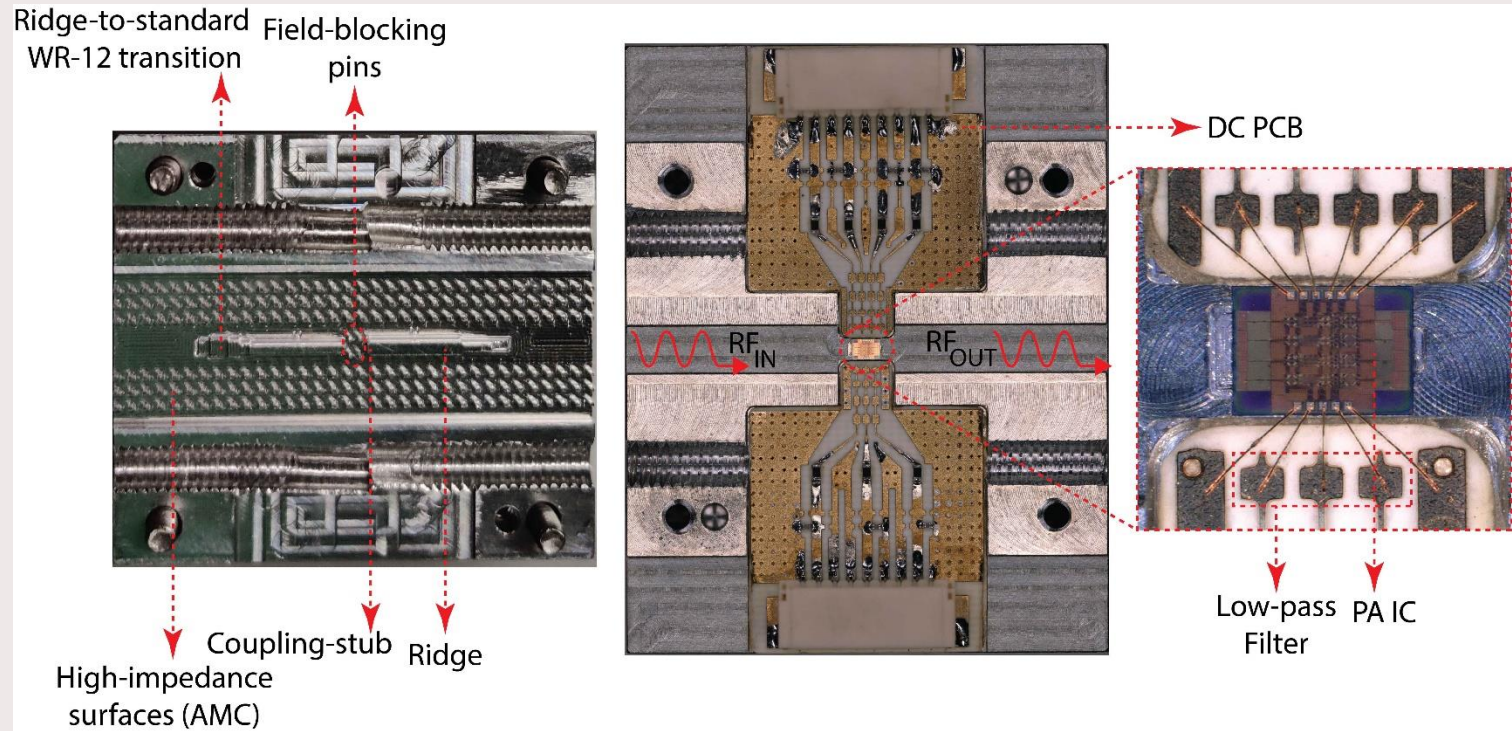 Ridge-to-standard
WR-12 transition
Field-blocking
pins
DC PCB
RF IN
RF OUT
Coupling-stub
Ridge
High-impedance
surfaces (AMC)
Low-pass
Filter
PA IC